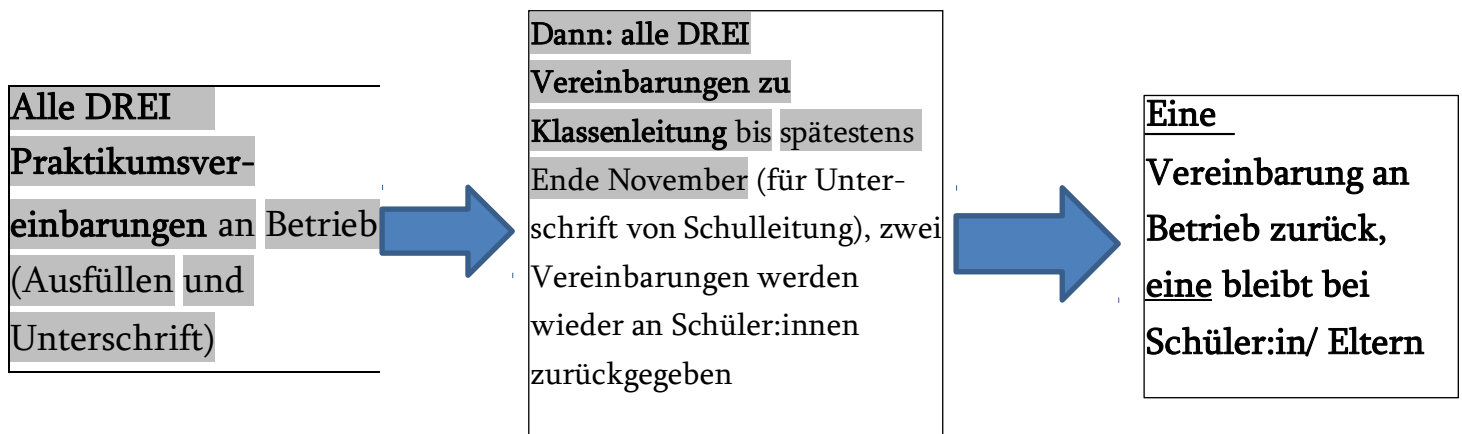 Alle DREI
Praktikumsver-
einbarungen an Betrieb
(Ausfüllen und
Unterschrift)
Dann: alle DREI
Vereinbarungen zu
Klassenleitung bis spätestens
Ende November (für Unter-
schrift von Schulleitung), zwei
Vereinbarungen werden
wieder an Schüler:innen
zurückgegeben
Eine
Vereinbarung an
Betrieb zurück,
eine bleibt bei
Schüler:in/ Eltern